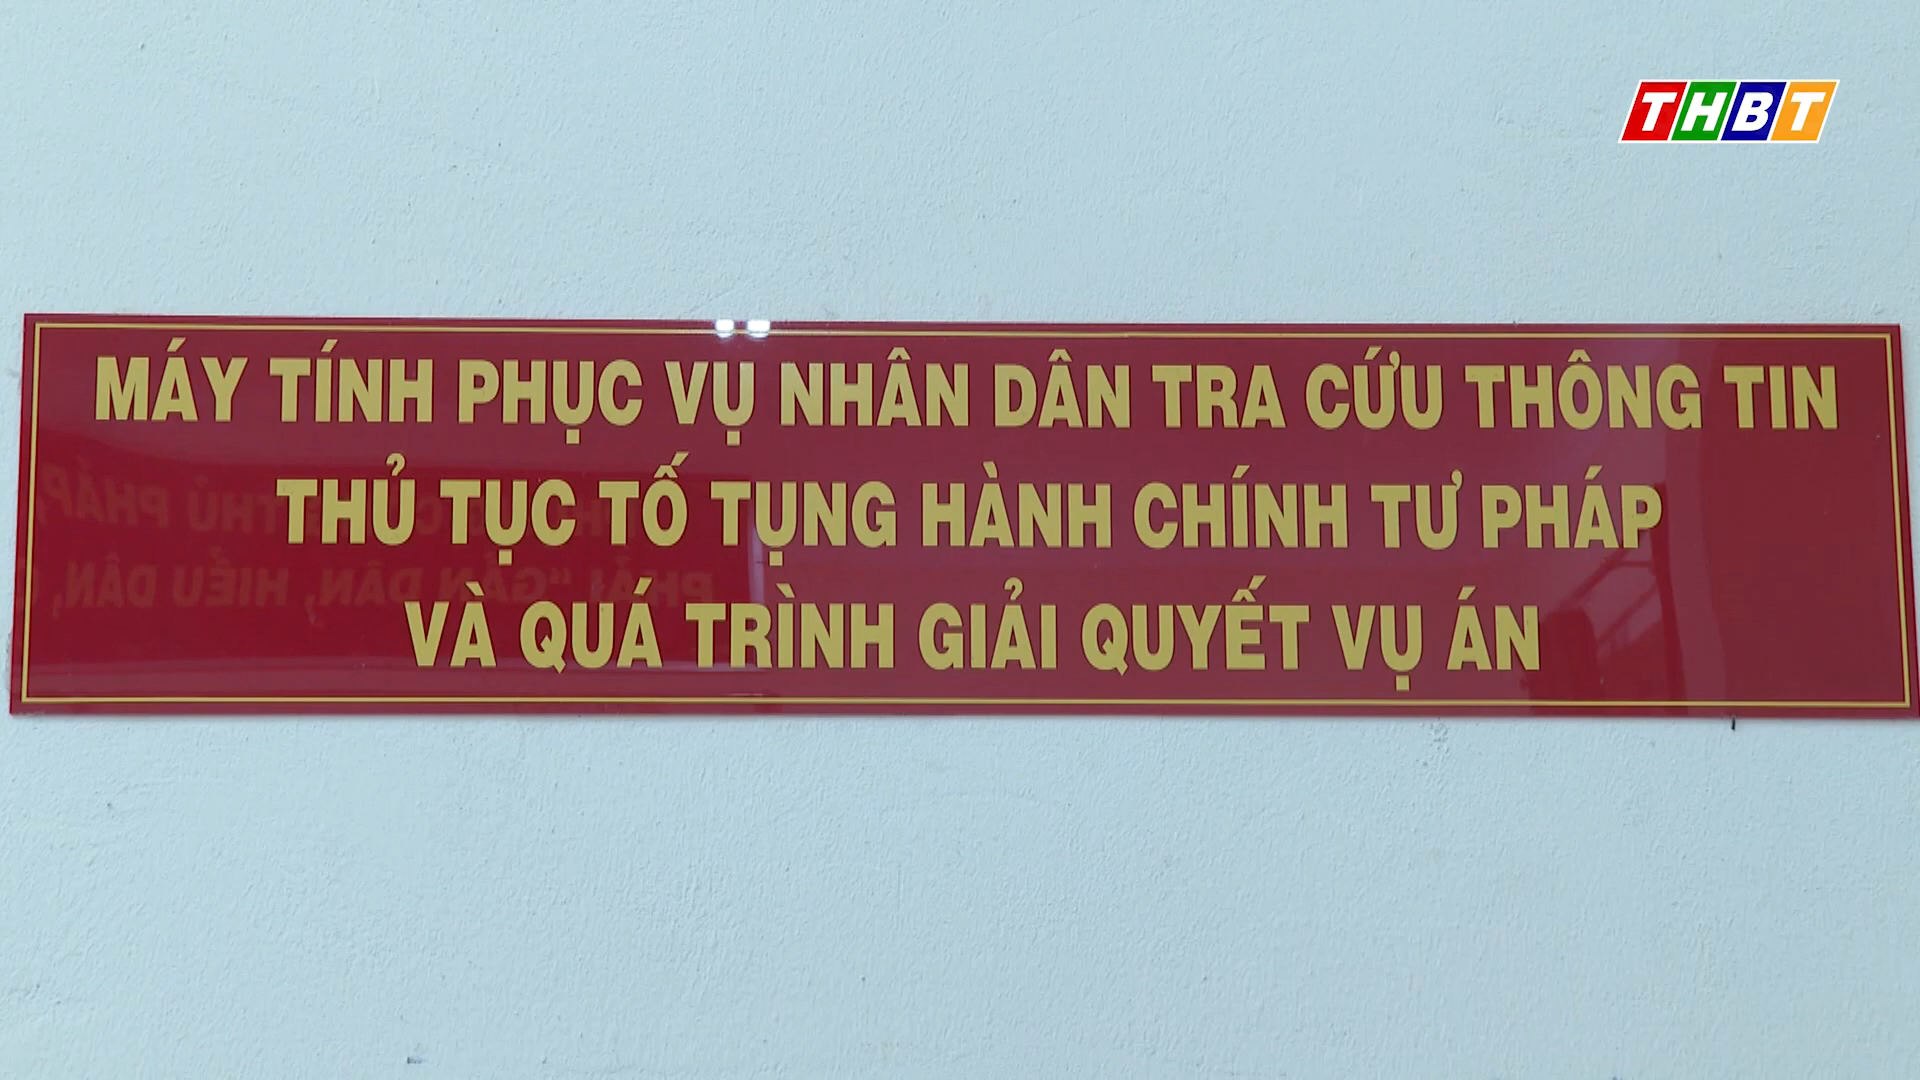 THBT
MÁY TÍNH PHỤC VỤ NHÂN DÂN TRA CỨU THÔNG TIN
THỦ TỤC TỐ TỤNG HÀNH CHÍNH TƯ PHÁP
VÀ QUÁ TRÌNH GIẢI QUYẾT VỤ ÁN